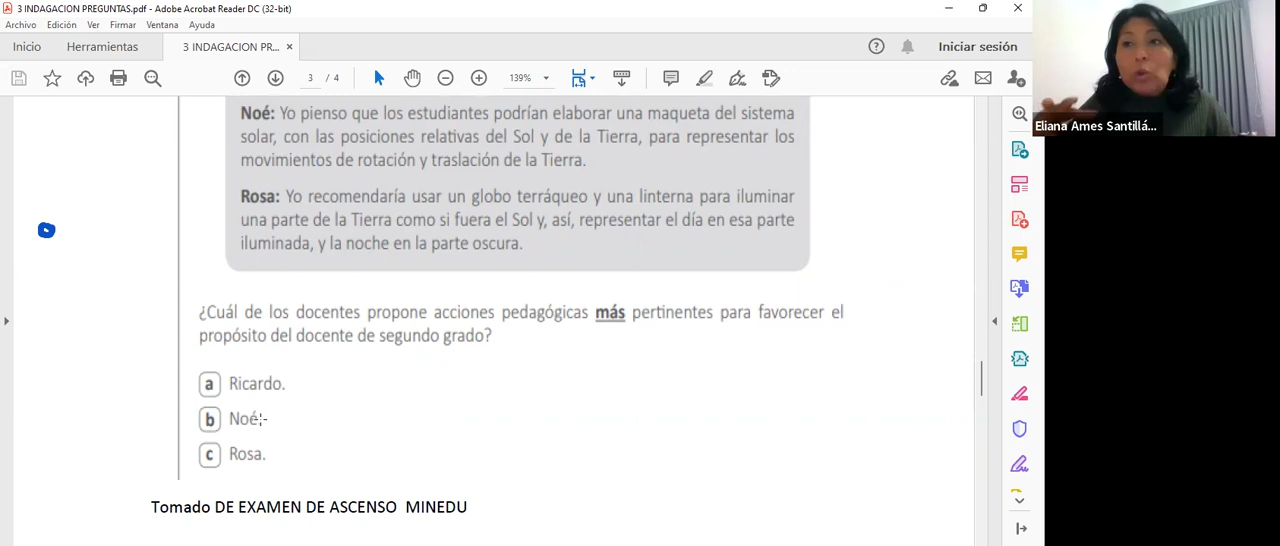 3 INDAGACION PREGUNTAS.pdf - Adobe Acrobat Reader DC (32-bit)
Archivo Edición Ver Firmar Ventana Ayuda
Inicio Herramientas 3 INDAGACION PR... × Iniciar sesión
3 / 4 139%
Eliana Ames Santillá...
Noé: Yo pienso que los estudiantes podrían elaborar una maqueta del sistema
solar, con las posiciones relativas del Sol y de la Tierra, para representar los
movimientos de rotación y traslación de la Tierra.
Rosa: Yo recomendaría usar un globo terráqueo y una linterna para iluminar
una parte de la Tierra como si fuera el Sol y, así, representar el día en esa parte
iluminada, y la noche en la parte oscura.
¿Cuál de los docentes propone acciones pedagógicas más pertinentes para favorecer el
propósito del docente de segundo grado?
a Ricardo.
b Noé.
c Rosa.
Tomado DE EXAMEN DE ASCENSO MINEDU